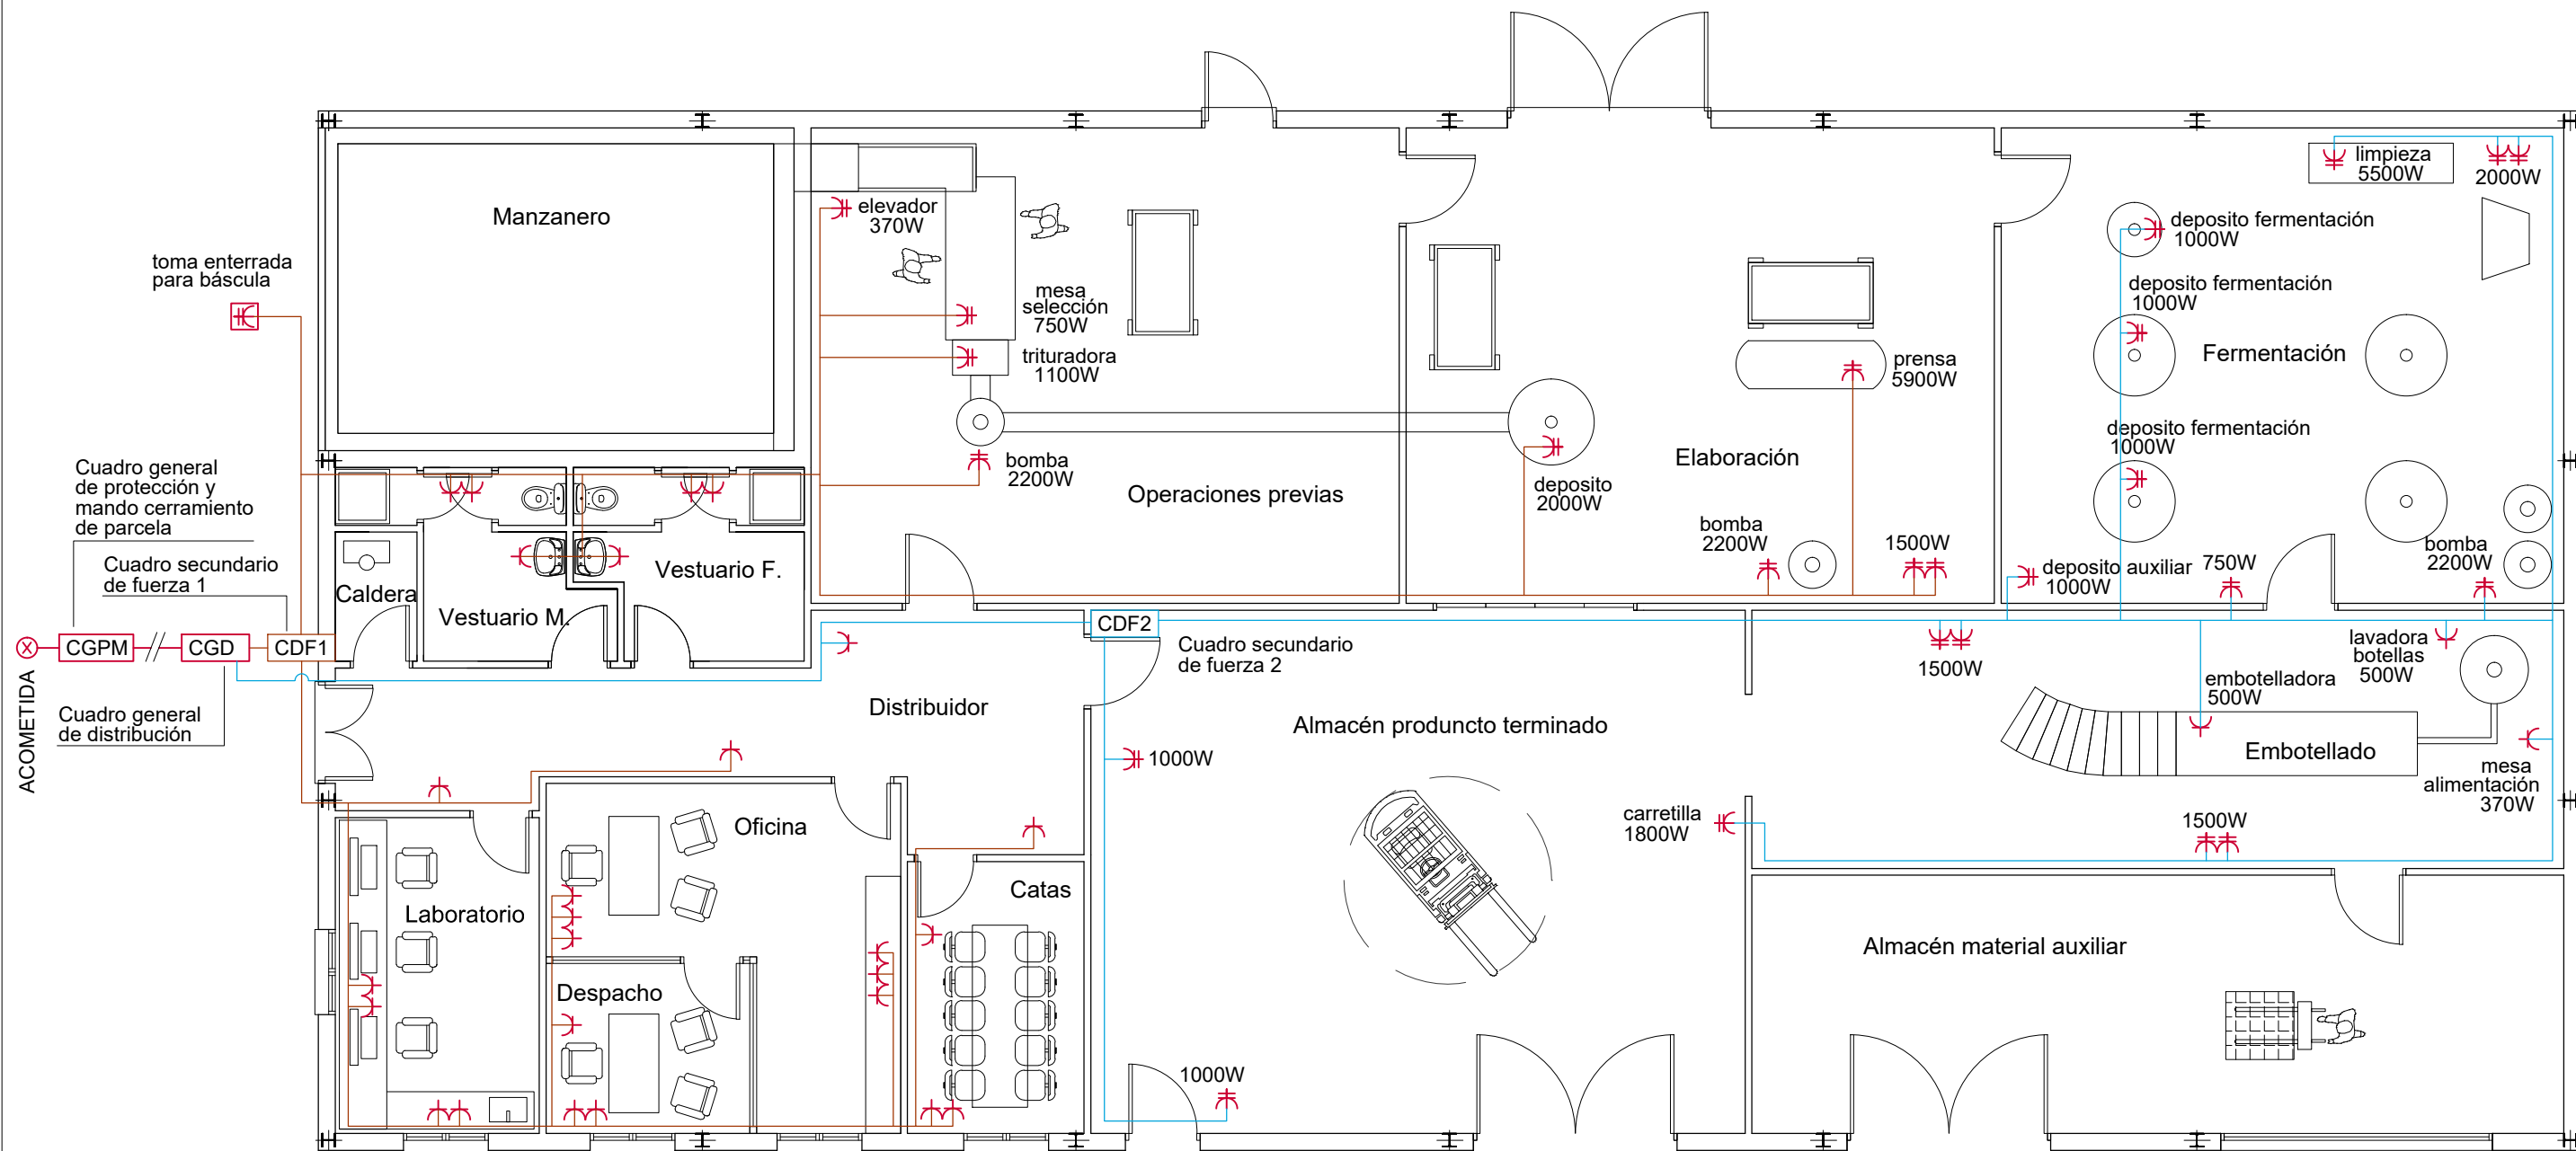 limpieza
5500W
2000W
Manzanero
elevador
370W
deposito fermentación
1000W
toma enterrada
para báscula
mesa
selección
750W
deposito fermentación
1000W
trituradora
1100W
prensa
5900W
Fermentación
deposito fermentación
1000W
Cuadro general
de protección y
mando cerramiento
de parcela
bomba
2200W
Operaciones previas
deposito
2000W
Elaboración
bomba
2200W
1500W
bomba
2200W
Cuadro secundario
de fuerza 1
Caldera
Vestuario M.
Vestuario F.
deposito auxiliar
1000W
750W
CGPM
CGD
CDF1
CDF2
Cuadro secundario
de fuerza 2
1500W
lavadora
botellas
500W
embotelladora
500W
ACOMETIDA
Cuadro general
de distribución
Distribuidor
Almacén produncto terminado
1000W
Embotellado
mesa
alimentación
370W
carretilla
1800W
1500W
Oficina
Laboratorio
Catas
Despacho
Almacén material auxiliar
1000W